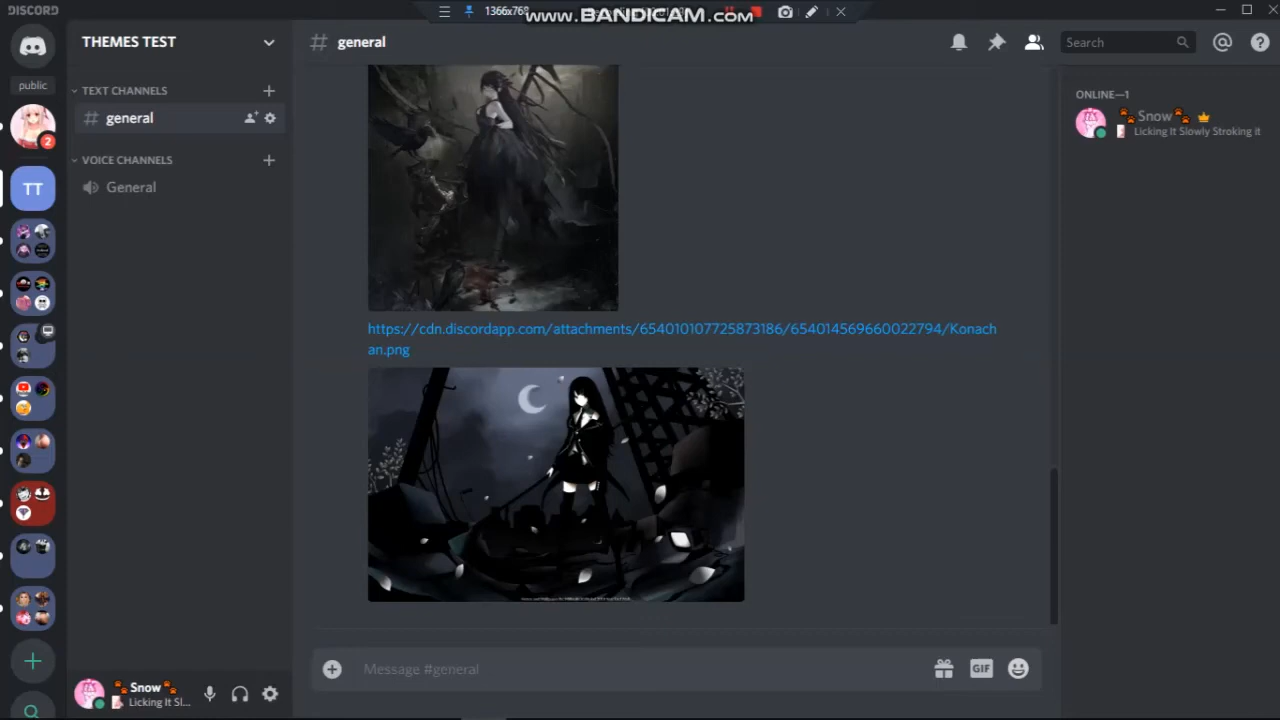 DISCORD
1366x768
www.BANDICAM.com
THEMES TEST
# general
Search
public
TEXT CHANNELS
general
VOICE CHANNELS
General
2
TT
ONLINE—1
Snow
Licking It Slowly Stroking it
https://cdn.discordapp.com/attachments/654010107725873186/654014569660022794/Konach
an.png
Message #general
GIF
Snow
Licking It Sl...